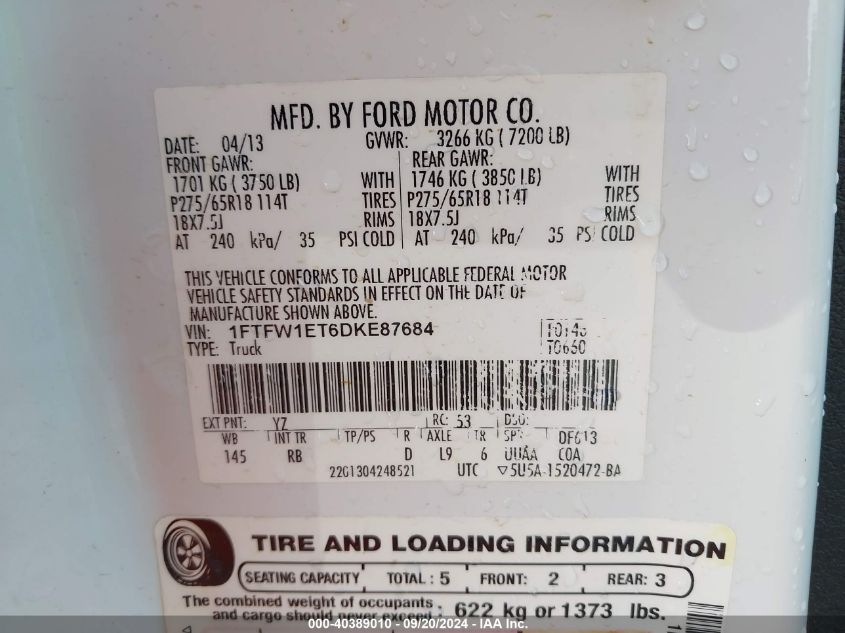 MFD. BY FORD MOTOR CO.
DATE: 04/13 GVWR: 3266 KG ( 7200 LB)
FRONT GAWR: REAR GAWR:
1701 KG ( 3750 LB) WITH 1746 KG ( 3850 LB) WITH
P275/65R18 114T TIRES P275/65R18 114T TIRES
18X7.5J RIMS 18X7.5J RIMS
AT 240 kPa/ 35 PSI COLD AT 240 kPa/ 35 PSI COLD
THIS VEHICLE CONFORMS TO ALL APPLICABLE FEDERAL MOTOR
VEHICLE SAFETY STANDARDS IN EFFECT ON THE DATE OF
MANUFACTURE SHOWN ABOVE.
VIN: 1FTFW1ET6DKE87684
TYPE: Truck T0660
EXT PNT: YZ RC: 53 DSO:
WB INT TR TP/PS R AXLE TR SPR
145 RB D L9 6 UUAA
22G1304248521 UTC ▽5U5A-1520472-BA
TIRE AND LOADING INFORMATION
SEATING CAPACITY TOTAL : 5 FRONT: 2 REAR: 3
The combined weight of occupants
and cargo should never exceed : 622 kg or 1373 lbs.
000-40389010 - 09/20/2024 - IAA Inc.